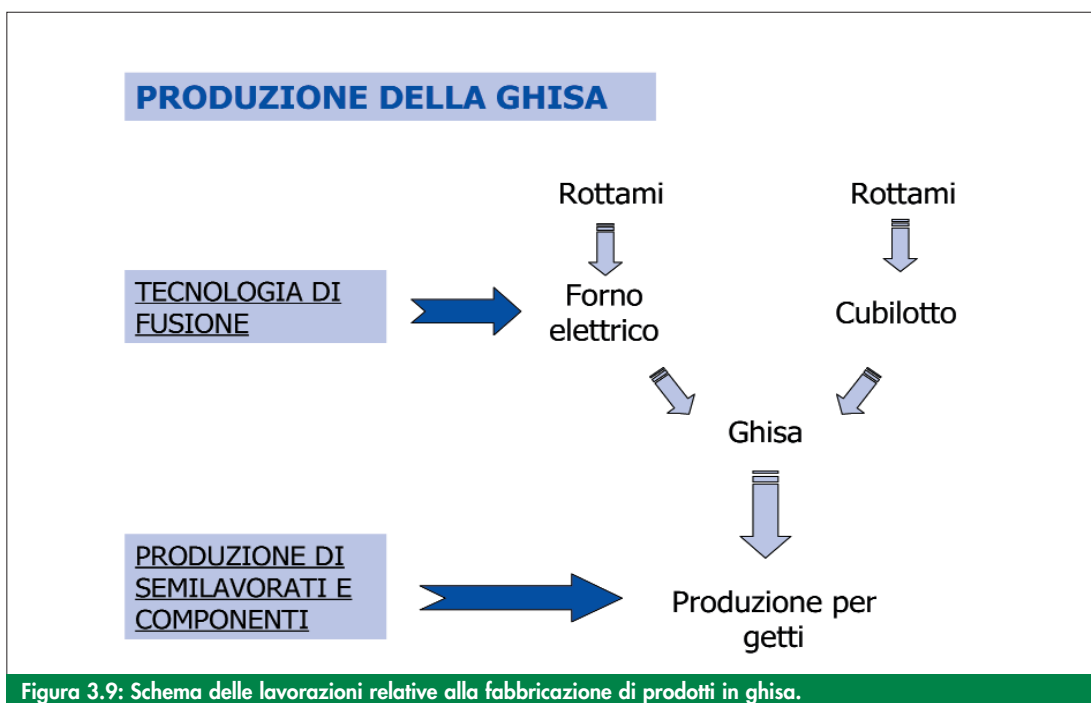 PRODUZIONE DELLA GHISA
Rottami
Rottami
TECNOLOGIA DI
FUSIONE
Forno
elettrico
Cubilotto
Ghisa
PRODUZIONE DI
SEMILAVORATI E
COMPONENTI
Produzione per
getti
Figura 3.9: Schema delle lavorazioni relative alla fabbricazione di prodotti in ghisa.